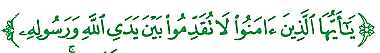 ﴿يَٰٓأَيُّهَا ٱلَّذِينَ ءَامَنُوا۟ لَا تُقَدِّمُوا۟ بَيْنَ يَدَىِ ٱللَّهِ وَرَسُولِهِۦ ۖ﴾